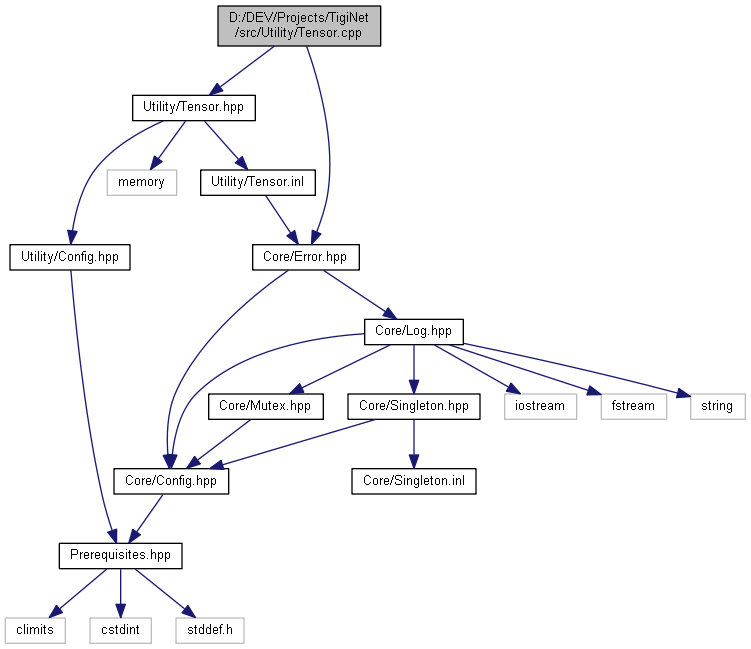 D:/DEV/Projects/TigiNet
/src/Utility/Tensor.cpp
Utility/Tensor.hpp
memory
Utility/Tensor.inl
Utility/Config.hpp
Core/Error.hpp
Core/Log.hpp
Core/Mutex.hpp
Core/Singleton.hpp
iostream
fstream
string
Core/Config.hpp
Core/Singleton.inl
Prerequisites.hpp
climits
cstdint
stddef.h